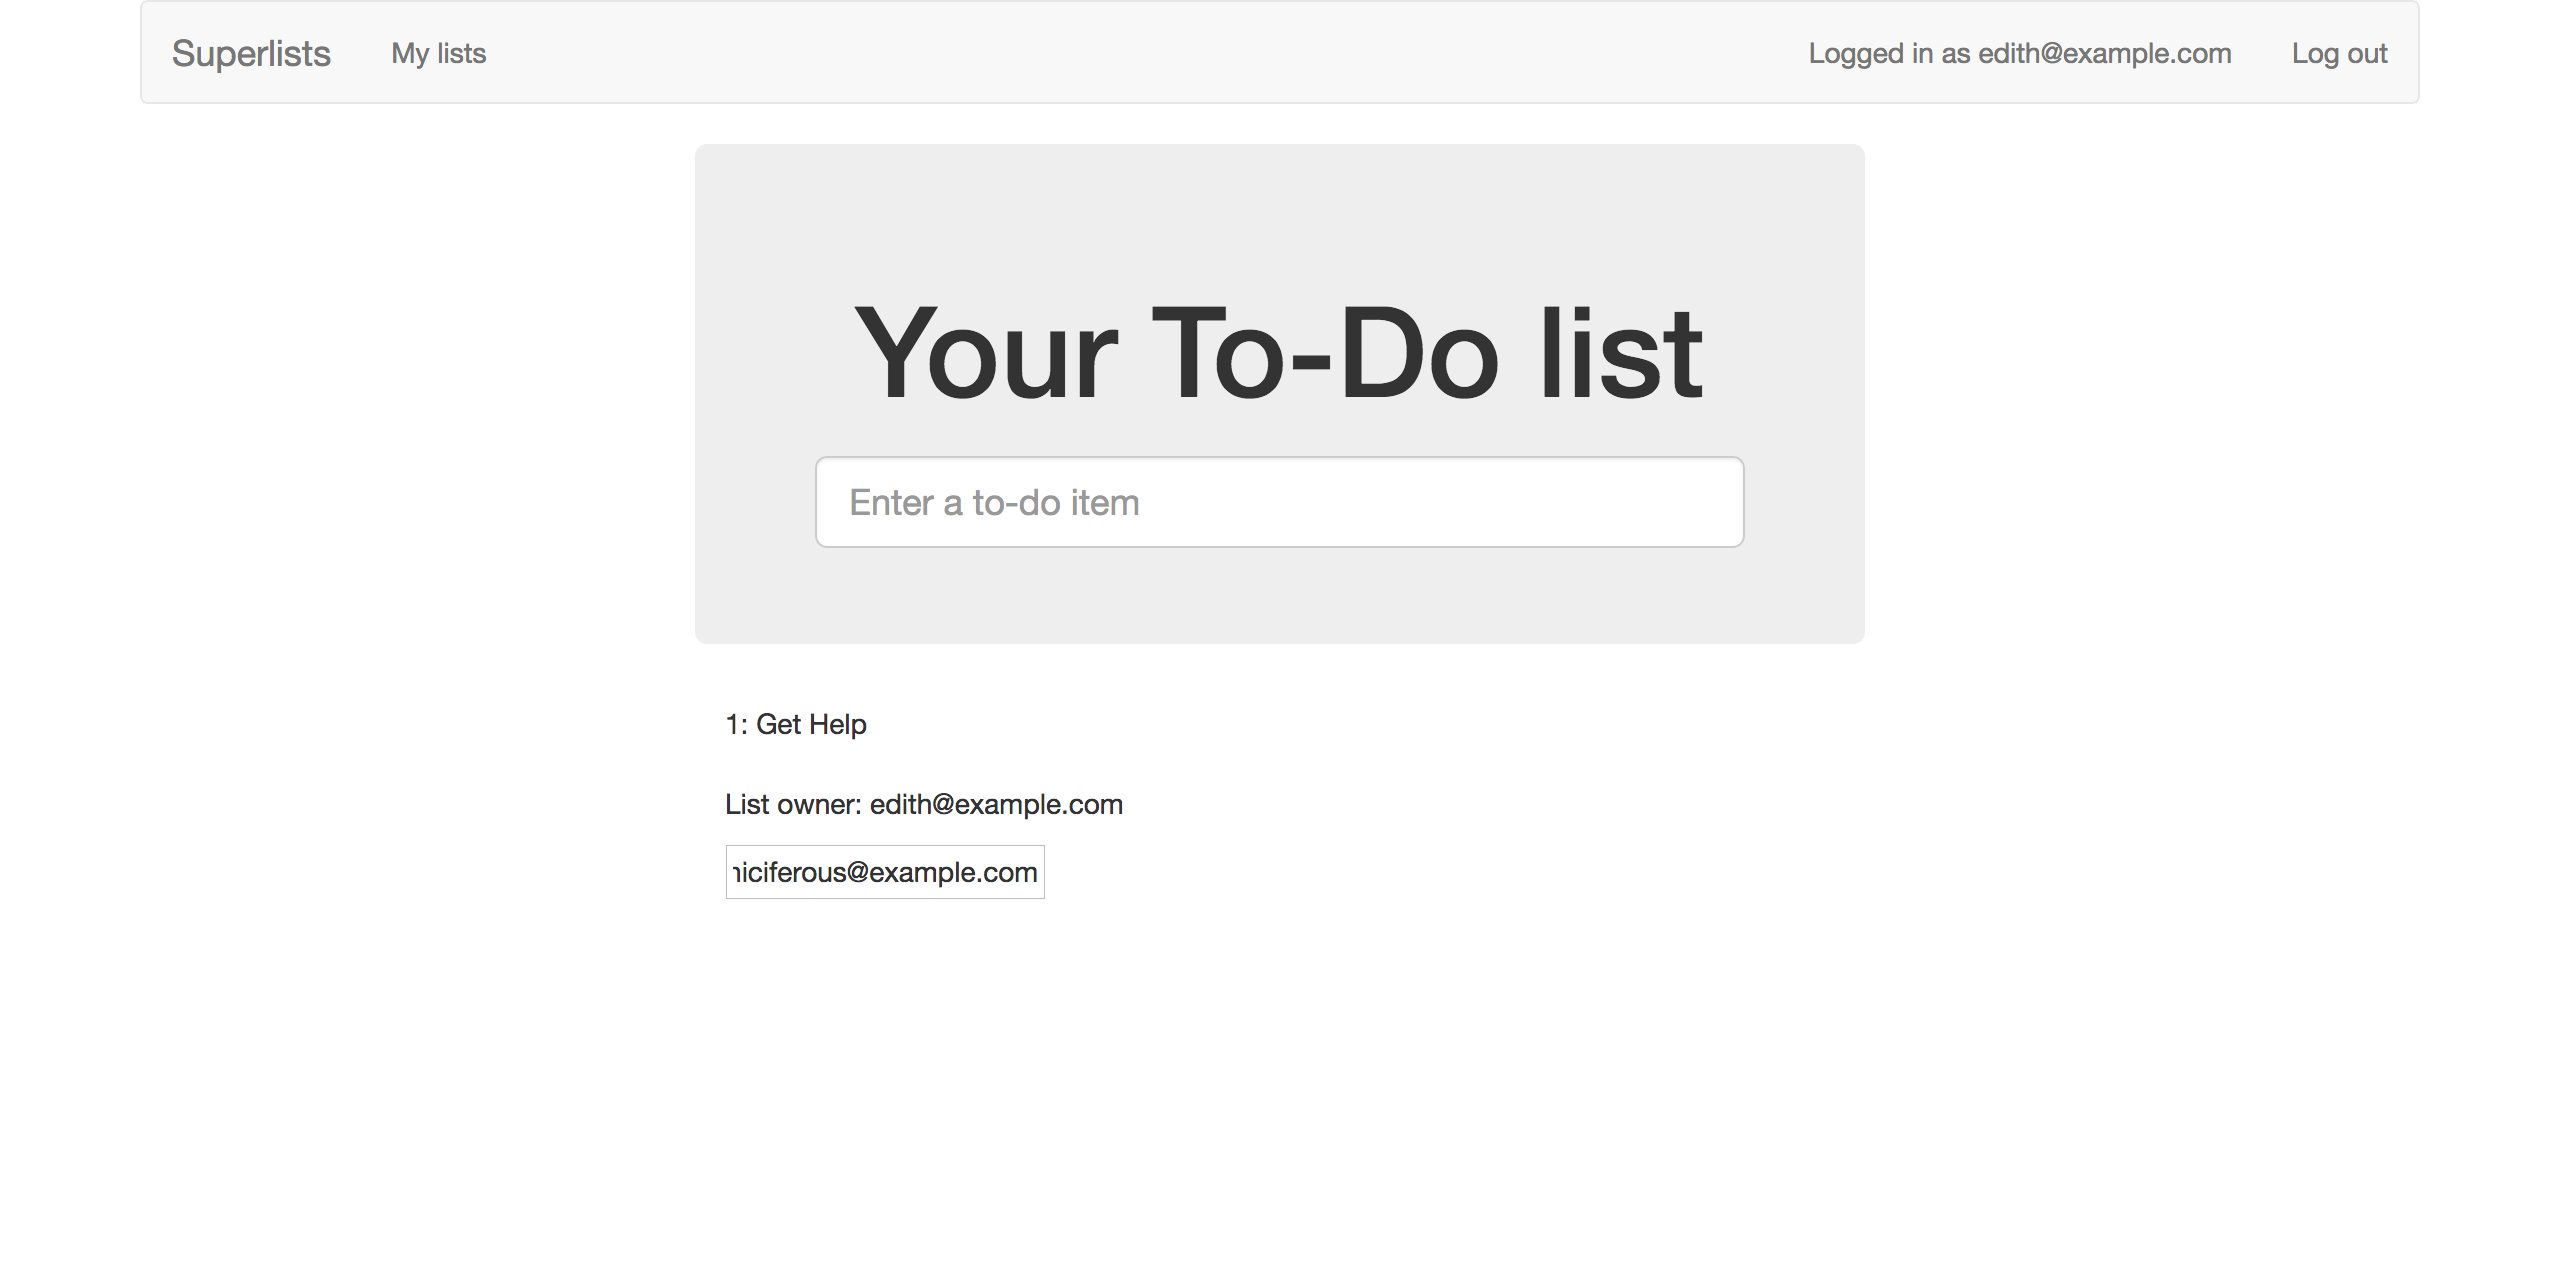 Superlists My lists Logged in as edith@example.com Log out
Your To-Do list
Enter a to-do item
1: Get Help
List owner: edith@example.com
iciferous@example.com